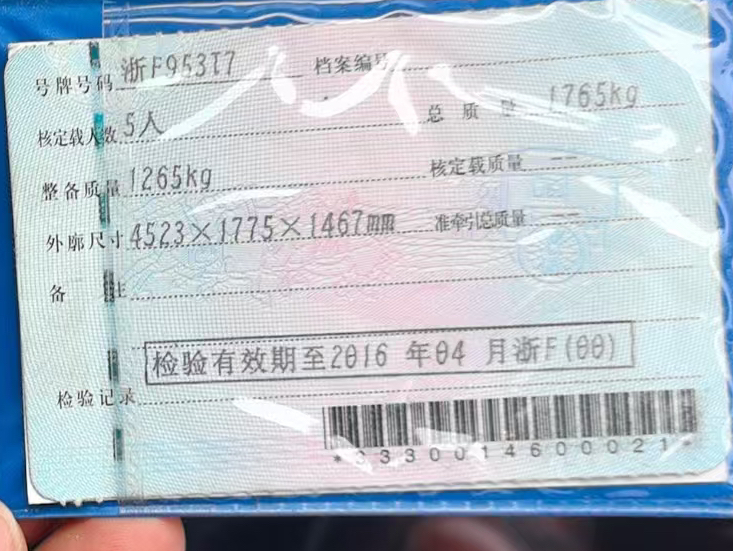 号牌号码 浙F953T7 档案编号
核定载人数 5人 总质量 1765kg
整备质量 1265kg 核定载质量 --
外廓尺寸 4523×1775×1467mm 准牵引总质量 --
备注
检验有效期至2016 年04 月浙F(00)
检验记录
*3330014600021*